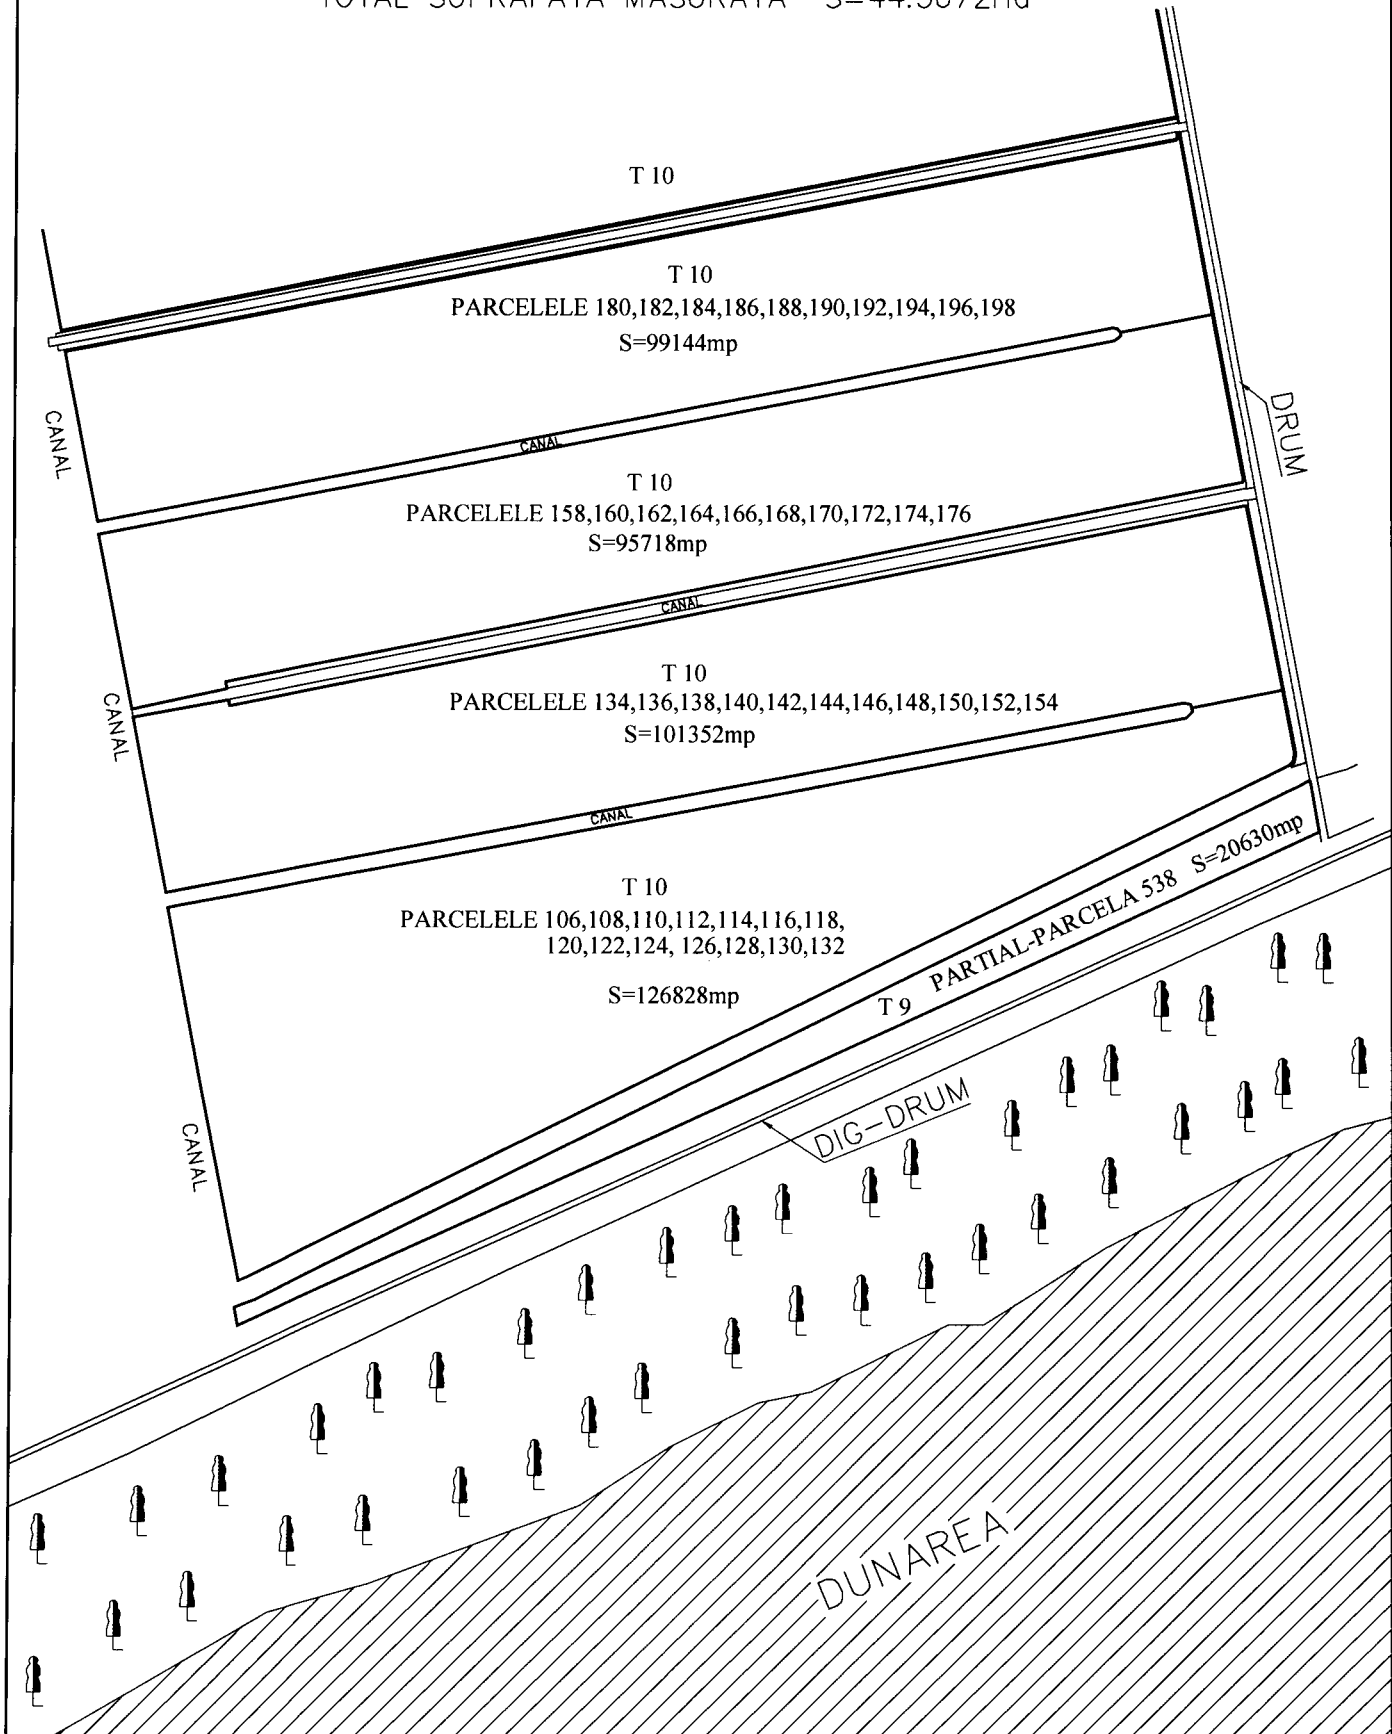 T 10
T 10
PARCELELE 180,182,184,186,188,190,192,194,196,198
S=99144mp
CANAL
DRUM
CANAL
T 10
PARCELELE 158,160,162,164,166,168,170,172,174,176
S=95718mp
CANAL
T 10
PARCELELE 134,136,138,140,142,144,146,148,150,152,154
S=101352mp
CANAL
CANAL
T 10
PARCELELE 106,108,110,112,114,116,118,
120,122,124, 126,128,130,132
S=126828mp
T 9 PARTIAL-PARCELA 538 S=20630mp
DIG-DRUM
CANAL
DUNAREA